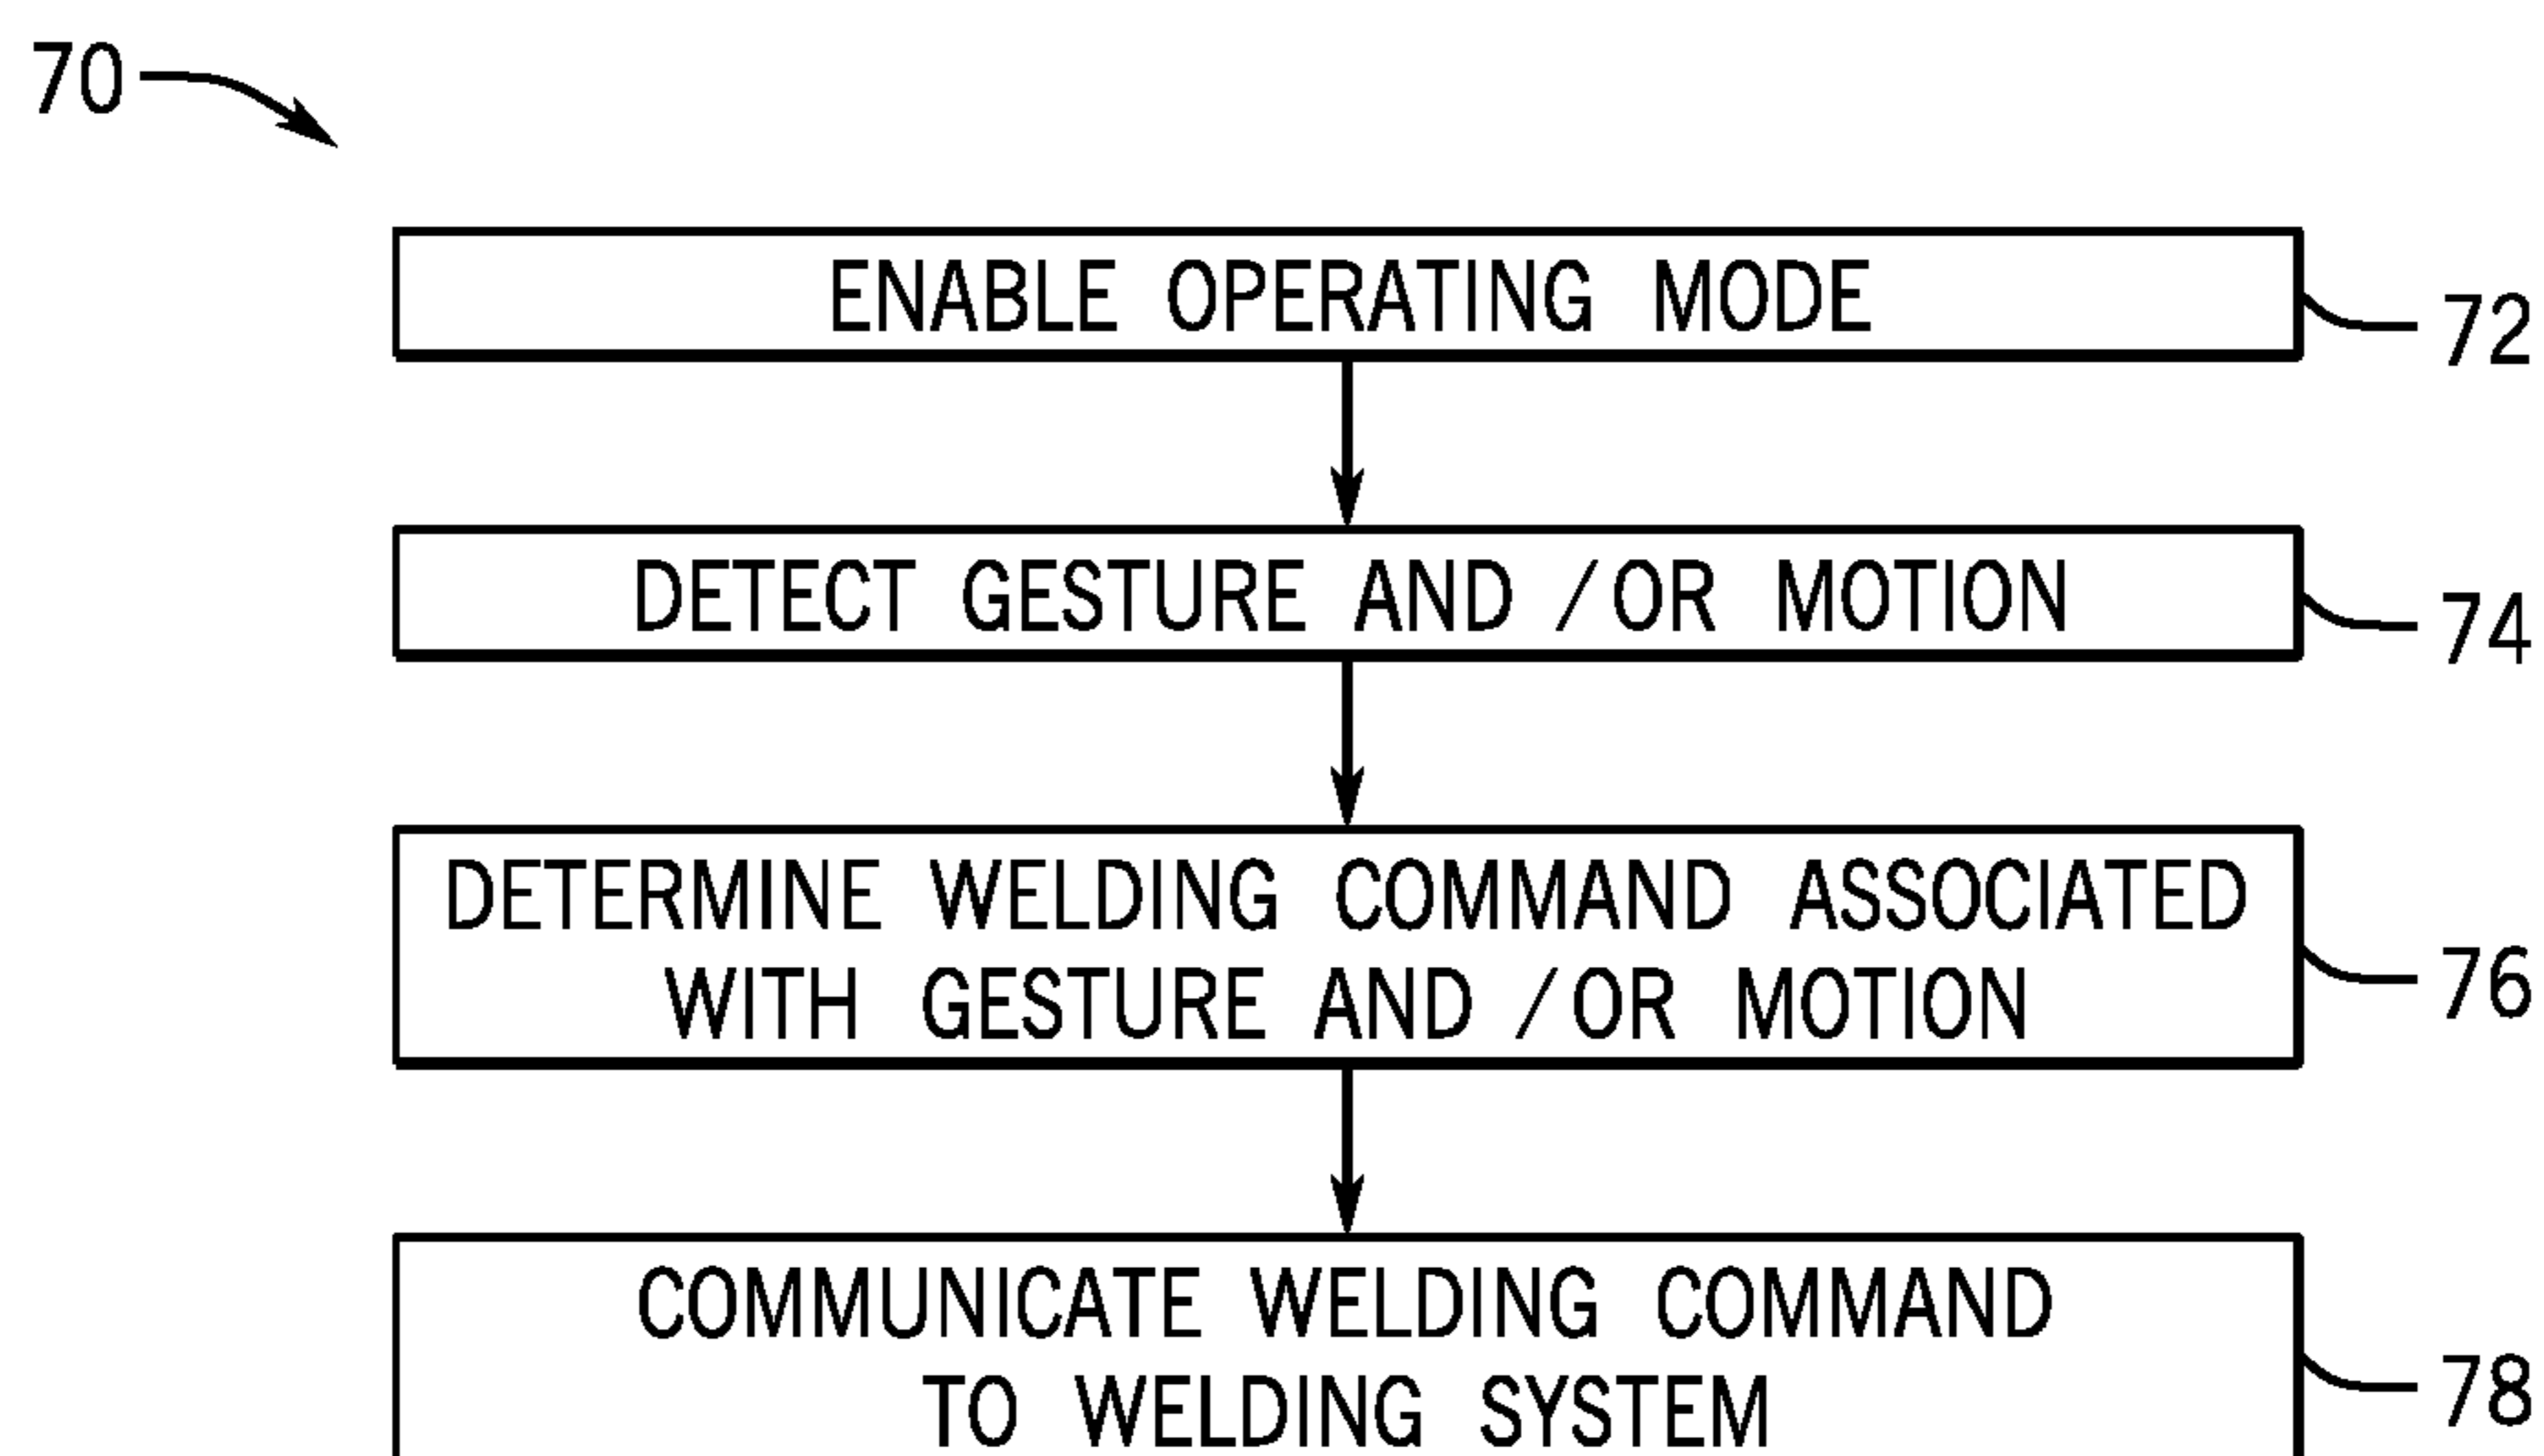 70
ENABLE OPERATING MODE
72
DETECT GESTURE AND /OR MOTION
74
DETERMINE WELDING COMMAND ASSOCIATED
WITH GESTURE AND /OR MOTION
76
COMMUNICATE WELDING COMMAND
TO WELDING SYSTEM
78